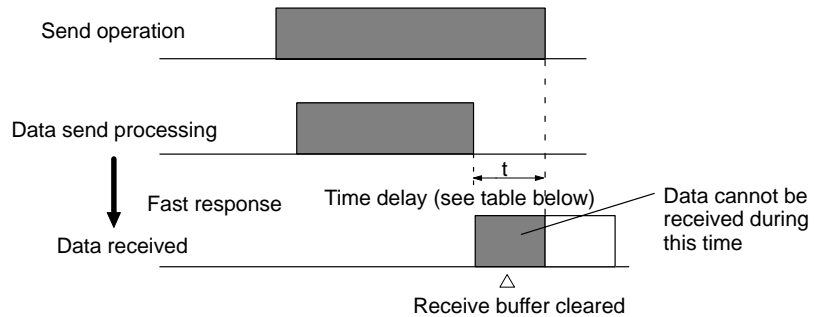 Send operation
Data send processing
t
Fast response
Time delay (see table below)
Data cannot be
received during
this time
Data received
Receive buffer cleared